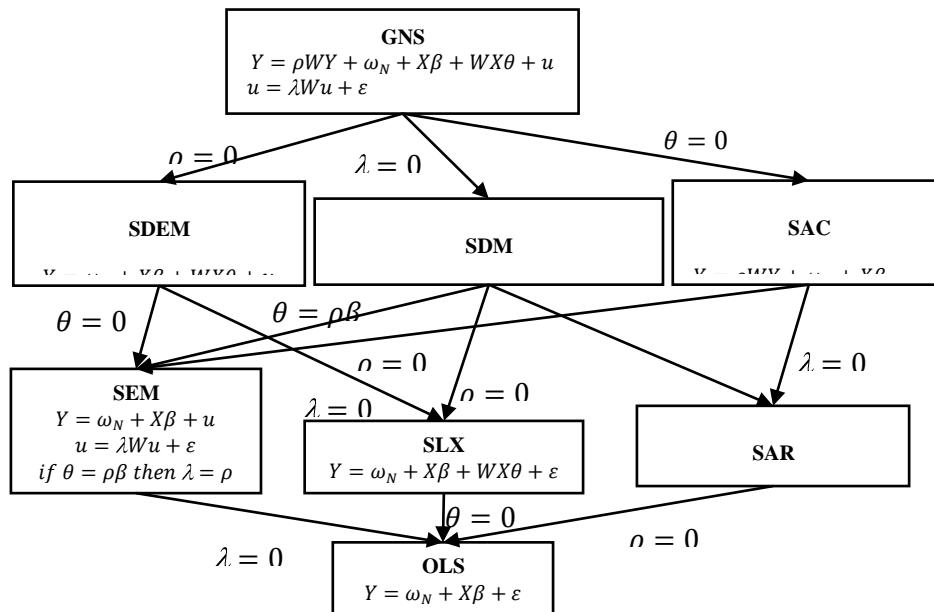 GNS
Y = ρWY + ω_N + Xβ + WXθ + u
u = λWu + ε
ρ = 0
λ = 0
θ = 0
SDEM
SDM
SAC
θ = 0
θ = ρß
ρ = 0
λ = 0
ρ = 0
λ = 0
SEM
Y = ω_N + Xβ + u
u = λWu + ε
if θ = ρβ then λ = ρ
SLX
Y = ω_N + Xβ + WXθ + ε
SAR
λ = 0
θ = 0
ρ = 0
OLS
Y = ω_N + Xβ + ε